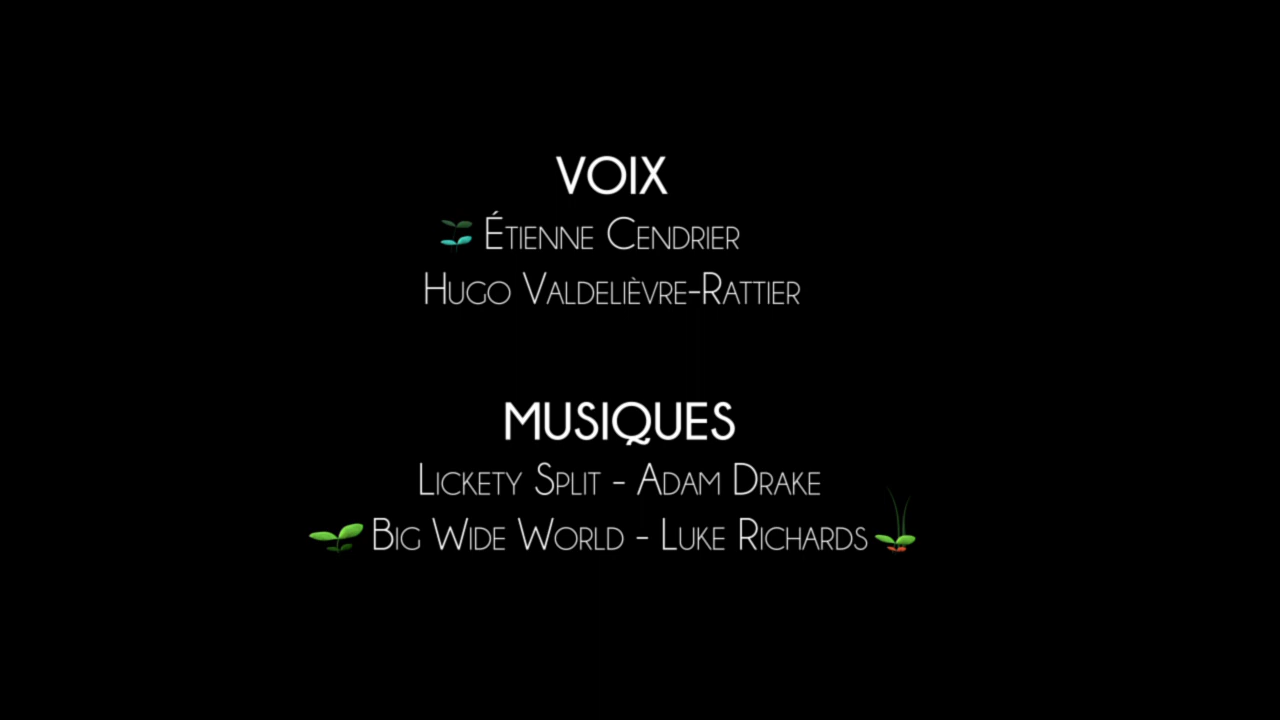 VOIX
Étienne Cendrier
Hugo Valdelièvre-Rattier
MUSIQUES
Lickety Split - Adam Drake
Big Wide World - Luke Richards